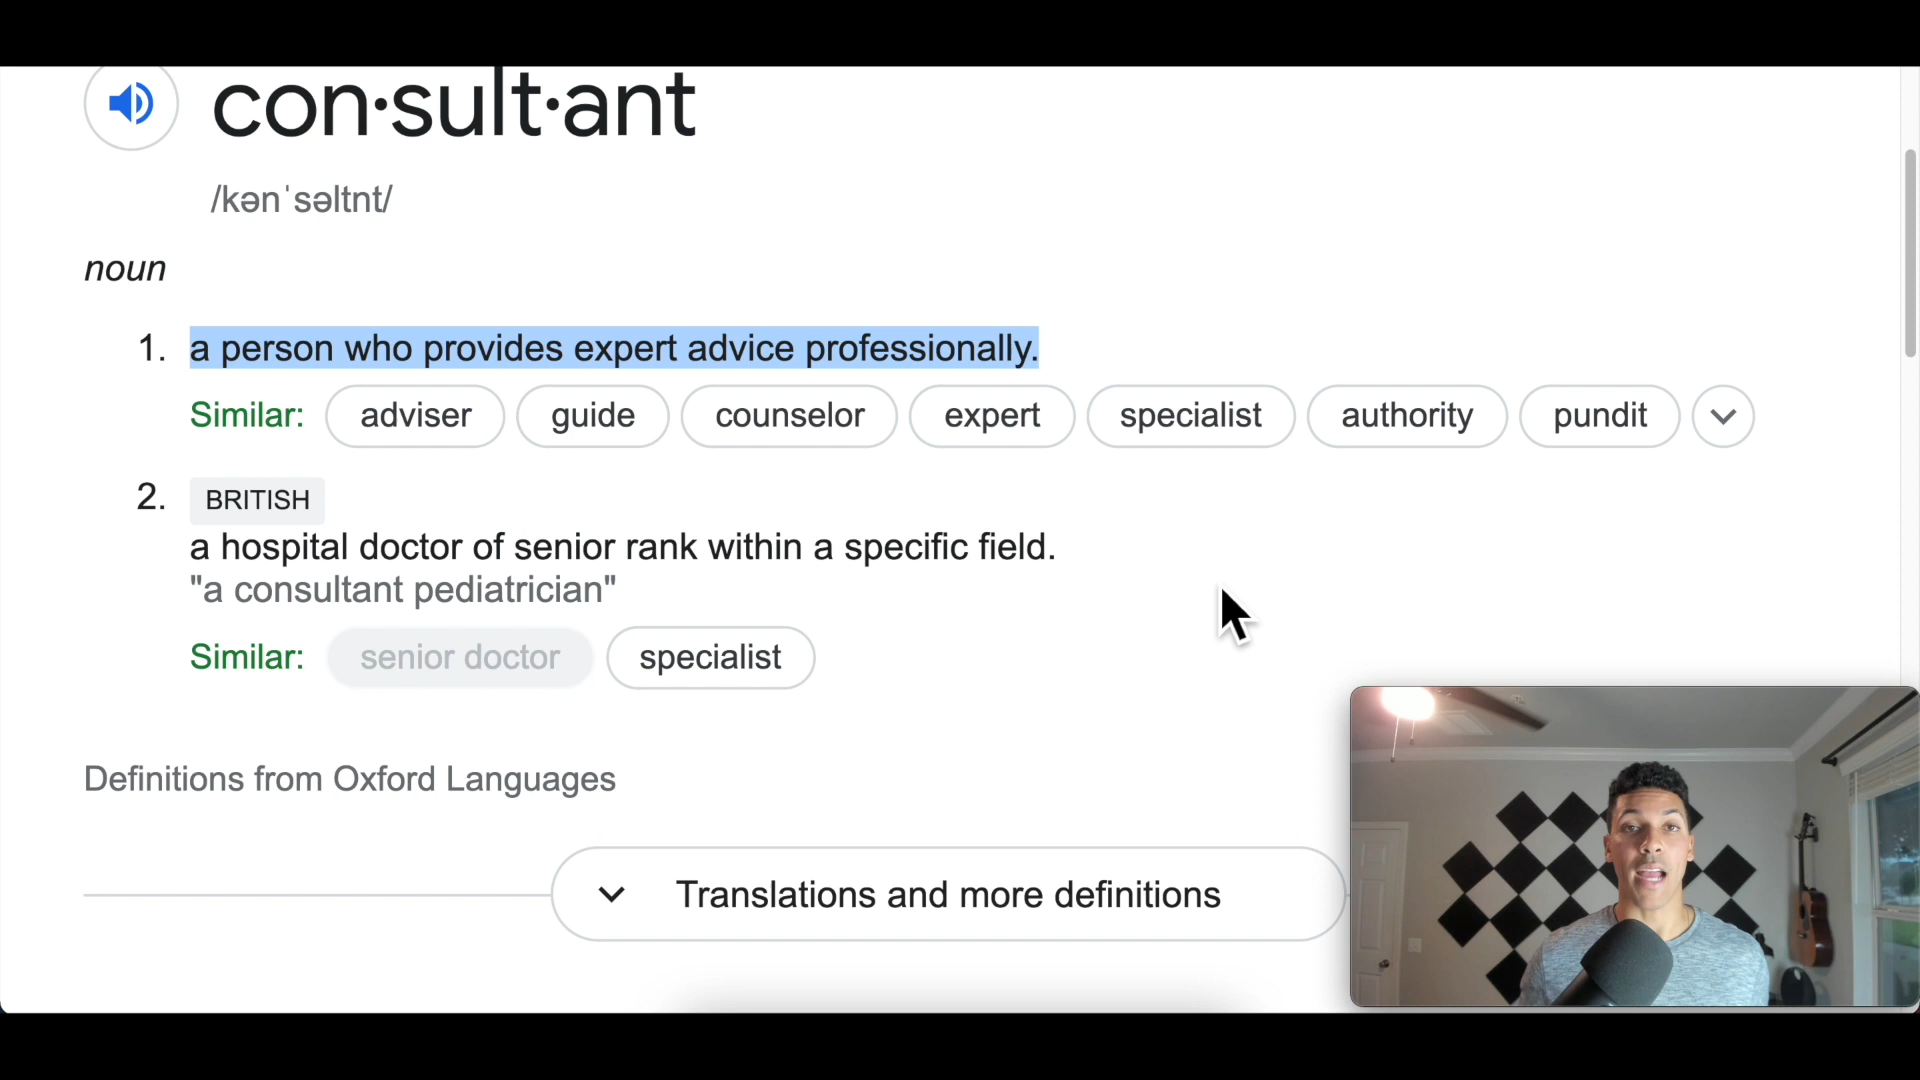 con·sult·ant
/kənˈsəltnt/
noun
1. a person who provides expert advice professionally.
Similar: adviser guide counselor expert specialist authority pundit
2. BRITISH
a hospital doctor of senior rank within a specific field.
"a consultant pediatrician"
Similar: senior doctor specialist
Definitions from Oxford Languages
Translations and more definitions